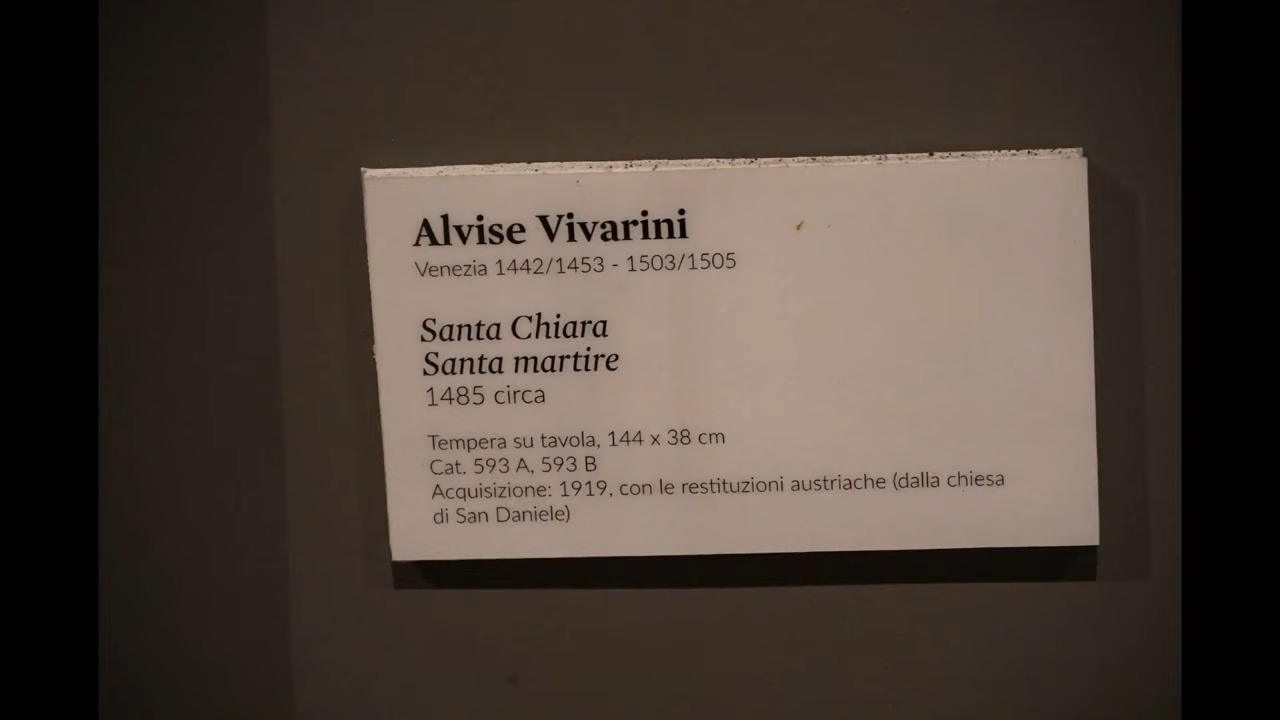 Alvise Vivarini
Venezia 1442/1453 - 1503/1505
Santa Chiara
Santa martire
1485 circa
Tempera su tavola, 144 x 38 cm
Cat. 593 A, 593 B
Acquisizione: 1919, con le restituzioni austriache (dalla chiesa
di San Daniele)